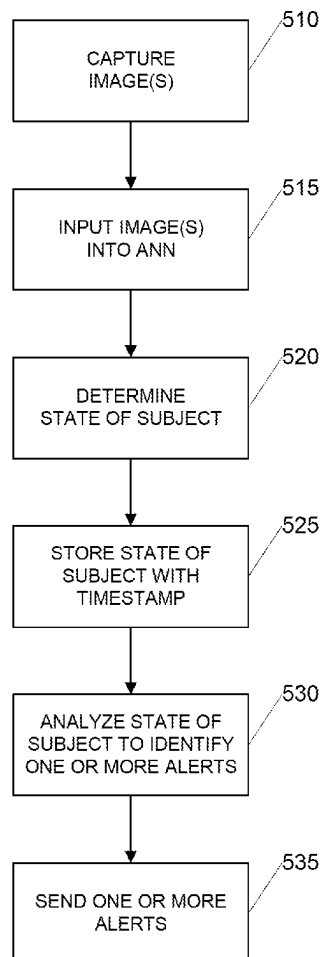 510
CAPTURE
IMAGE(S)
515
INPUT IMAGE(S)
INTO ANN
520
DETERMINE
STATE OF SUBJECT
525
STORE STATE OF
SUBJECT WITH
TIMESTAMP
530
ANALYZE STATE OF
SUBJECT TO IDENTIFY
ONE OR MORE ALERTS
535
SEND ONE OR MORE
ALERTS